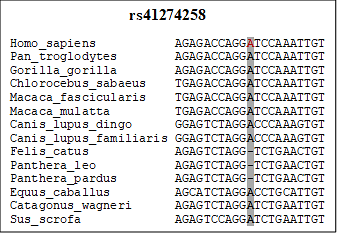 rs41274258
Homo_sapiens AGAGACCAGGATCCAAATTGT
Pan_troglodytes AGAGACCAGGATCCAAATTGT
Gorilla_gorilla AGAGACCAGGATCCAAATTGT
Chlorocebus_sabaeus TGAGACCAGGATCCAAATTGT
Macaca_fascicularis TGAGACCAGGATCCAAATTGT
Macaca_mulatta TGAGACCAGGATCCAAATTGT
Canis_lupus_dingo GGAGTCTAGGACCCAAAGTGT
Canis_lupus_familiaris GGAGTCTAGGACCCAAAGTGT
Felis_catus AGAGTCTAGG-TCTGAACTGT
Panthera_leo AGAGTCTAGG-TCTGAACTGT
Panthera_pardus AGAGTCTAGG-TCTGAACTGT
Equus_caballus AGCATCTAGGACCTGCATTGT
Catagonus_wagneri AGAGTCTAGGATCTGAATTGT
Sus_scrofa AGAGTCCAGGATCTGAATTGT